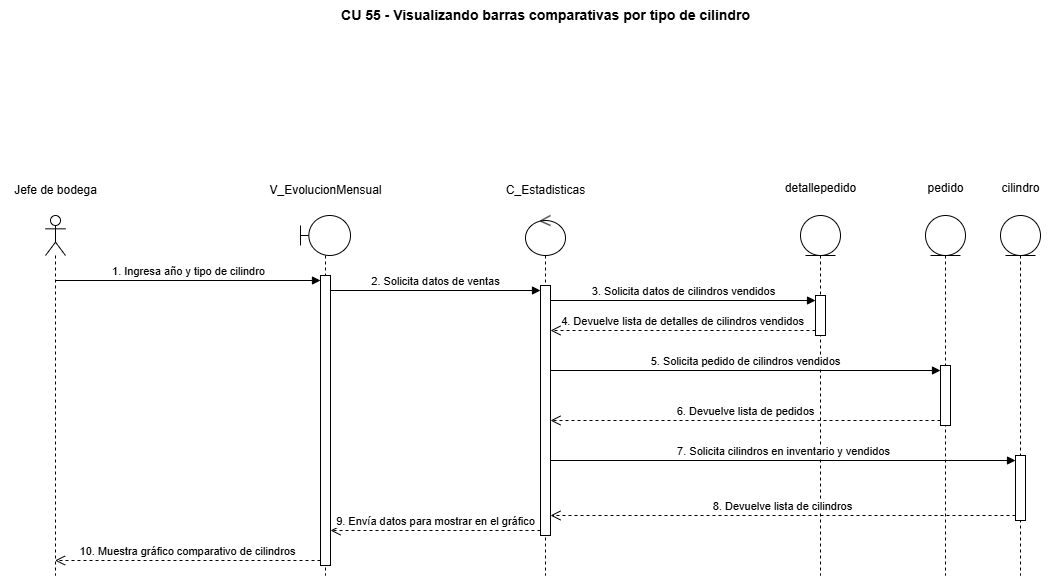 CU 55 - Visualizando barras comparativas por tipo de cilindro
Jefe de bodega
V_EvolucionMensual
C_Estadisticas
detallepedido
pedido
cilindro
1. Ingresa año y tipo de cilindro
2. Solicita datos de ventas
3. Solicita datos de cilindros vendidos
4. Devuelve lista de detalles de cilindros vendidos
5. Solicita pedido de cilindros vendidos
6. Devuelve lista de pedidos
7. Solicita cilindros en inventario y vendidos
8. Devuelve lista de cilindros
9. Envía datos para mostrar en el gráfico
10. Muestra gráfico comparativo de cilindros